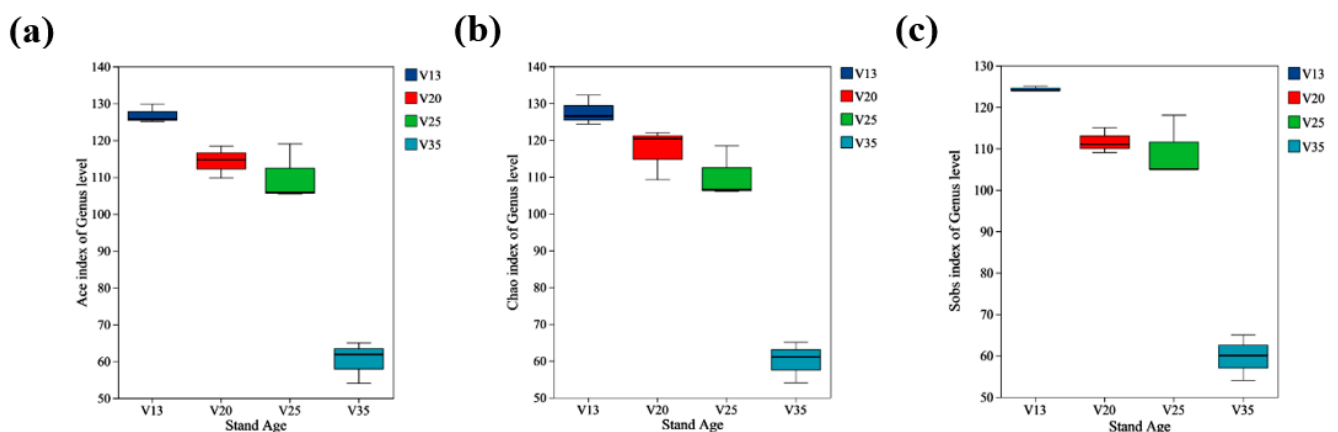 (a)
Ace index of Genus level
140
130
120
110
100
90
80
70
60
50
V13
V20
V25
V35
Stand Age
V13
V20
V25
V35
(b)
Chao index of Genus level
140
130
120
110
100
90
80
70
60
50
V13
V20
V25
V35
Stand Age
V13
V20
V25
V35
(c)
Sobs index of Genus level
130
120
110
100
90
80
70
60
50
V13
V20
V25
V35
Stand Age
V13
V20
V25
V35